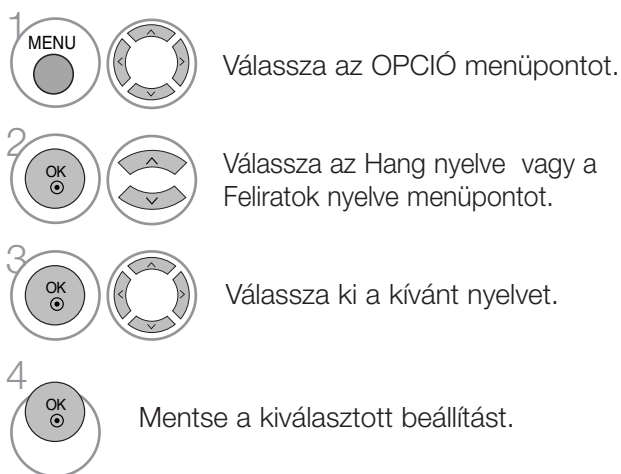 1
MENU
Válassza az OPCIÓ menüpontot.
2
OK
Válassza az Hang nyelve vagy a
Feliratok nyelve menüpontot.
3
OK
Válassza ki a kívánt nyelvet.
4
OK
Mentse a kiválasztott beállítást.